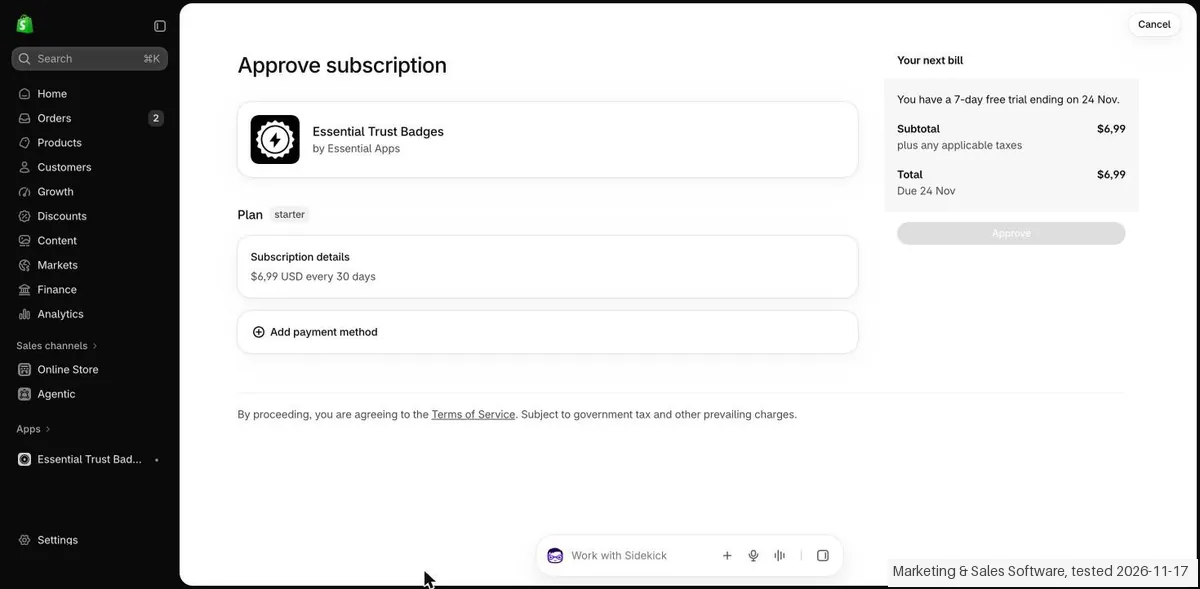 Search ⌘K
Home
Orders 2
Products
Customers
Growth
Discounts
Content
Markets
Finance
Analytics
Sales channels
Online Store
Agentic
Apps
Essential Trust Bad...
Settings
Cancel
Approve subscription
Essential Trust Badges
by Essential Apps
Plan starter
Subscription details
$6,99 USD every 30 days
Add payment method
By proceeding, you are agreeing to the Terms of Service. Subject to government tax and other prevailing charges.
Your next bill
You have a 7-day free trial ending on 24 Nov.
Subtotal $6,99
plus any applicable taxes
Total $6,99
Due 24 Nov
Approve
Work with Sidekick
Marketing & Sales Software, tested 2026-11-17